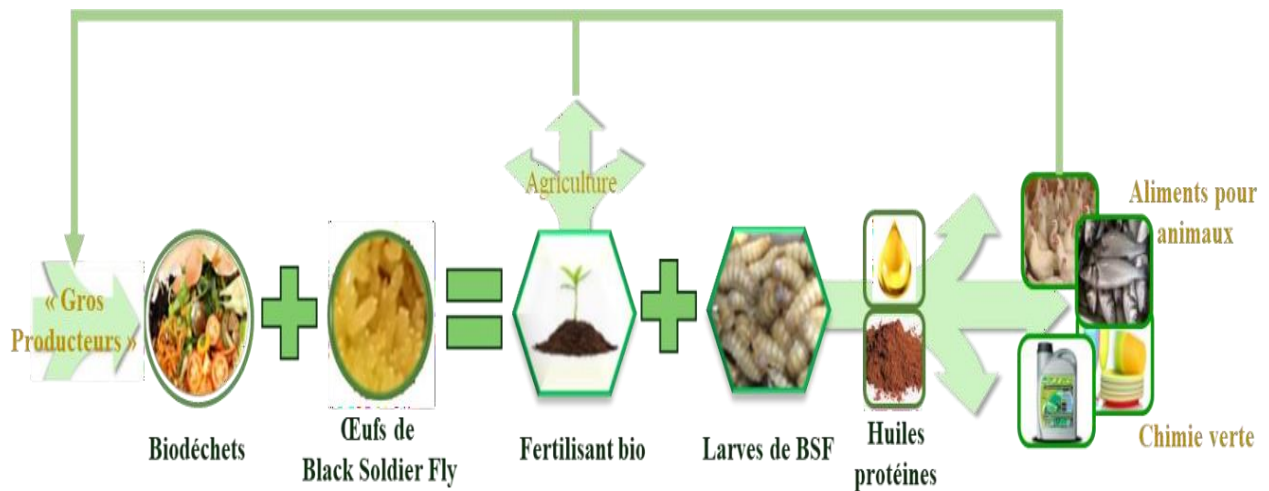 Agriculture
Aliments pour
animaux
« Gros
Producteurs »
Biodéchets
Œufs de
Black Soldier Fly
Fertilisant bio
Larves de BSF
Huiles
protéines
Chimie verte